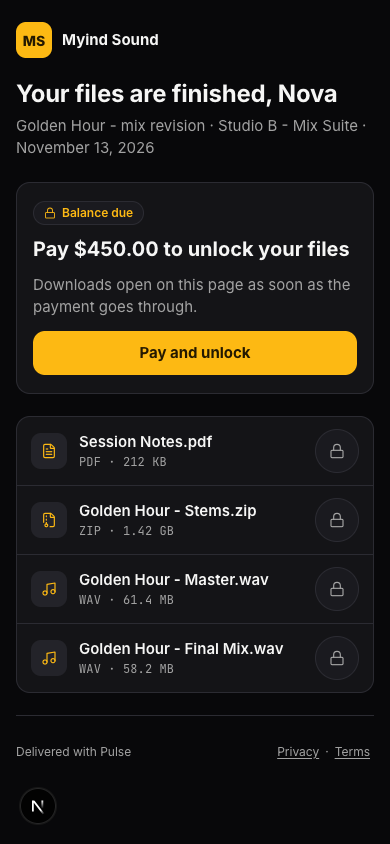 MS Myind Sound
Your files are finished, Nova
Golden Hour - mix revision · Studio B - Mix Suite ·
November 13, 2026
Balance due
Pay $450.00 to unlock your files
Downloads open on this page as soon as the
payment goes through.
Pay and unlock
Session Notes.pdf
PDF · 212 KB
Golden Hour - Stems.zip
ZIP · 1.42 GB
Golden Hour - Master.wav
WAV · 61.4 MB
Golden Hour - Final Mix.wav
WAV · 58.2 MB
Delivered with Pulse
Privacy · Terms
N